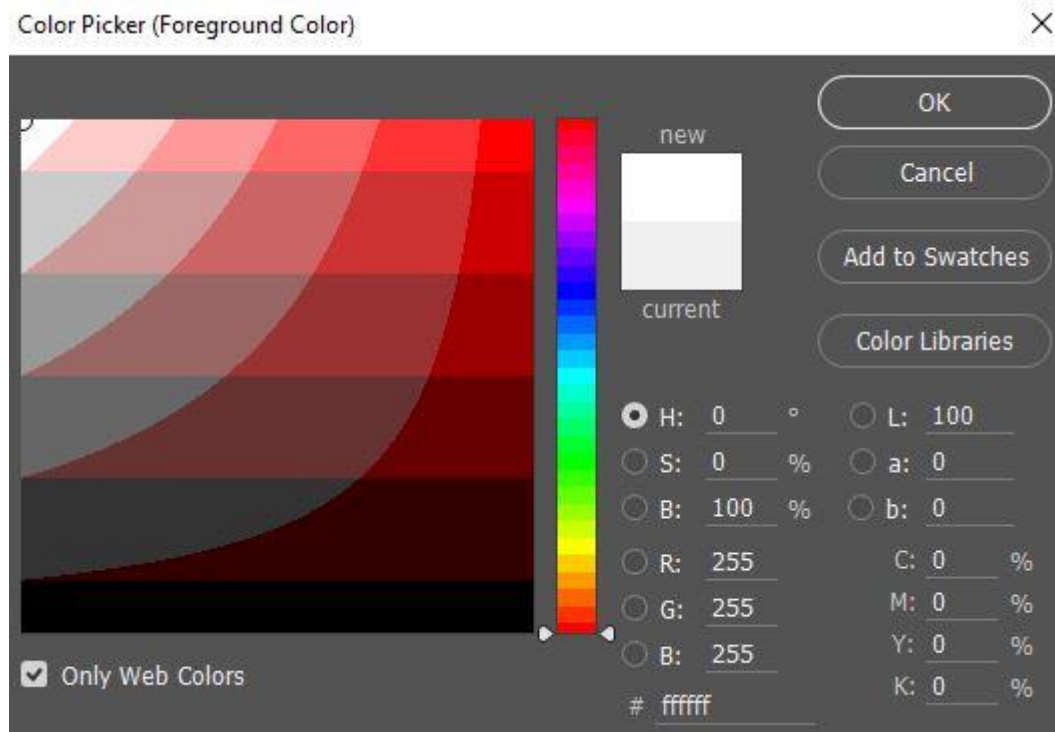 Color Picker (Foreground Color)
new
current
OK
Cancel
Add to Swatches
Color Libraries
H: 0 °
S: 0 %
B: 100 %
R: 255
G: 255
B: 255
# ffffff
L: 100
a: 0
b: 0
C: 0 %
M: 0 %
Y: 0 %
K: 0 %
Only Web Colors